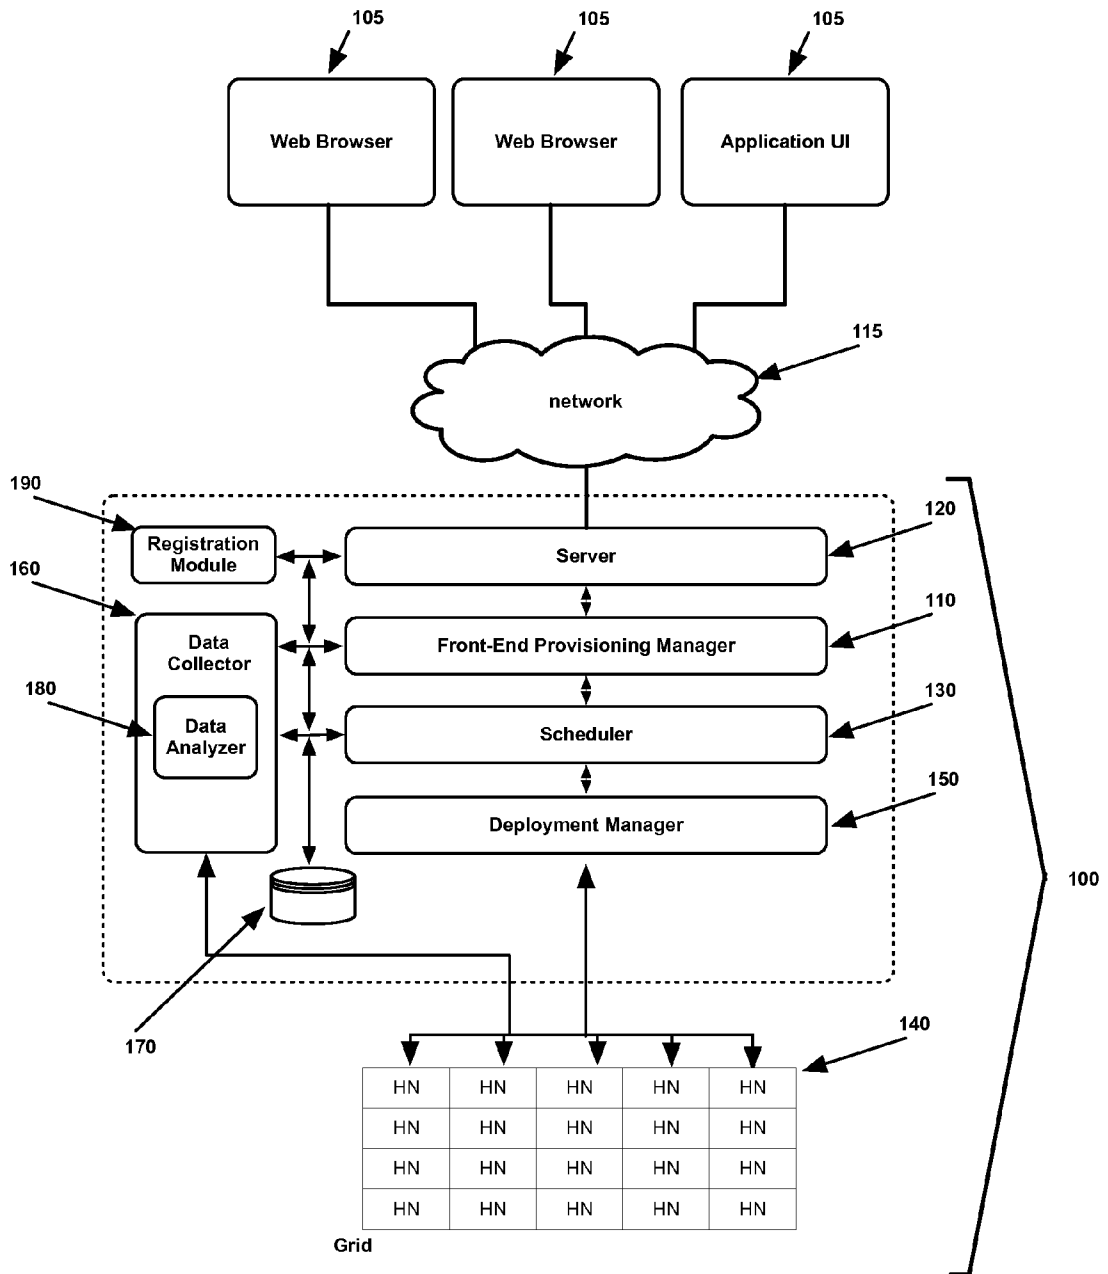 105 105 105
Web Browser Web Browser Application UI
115
network
190
120
Registration
Module
Server
160
110
Data
Collector
Front-End Provisioning Manager
180
130
Data
Analyzer
Scheduler
150
Deployment Manager
100
170
140
HN HN HN HN HN
HN HN HN HN HN
HN HN HN HN HN
HN HN HN HN HN
Grid